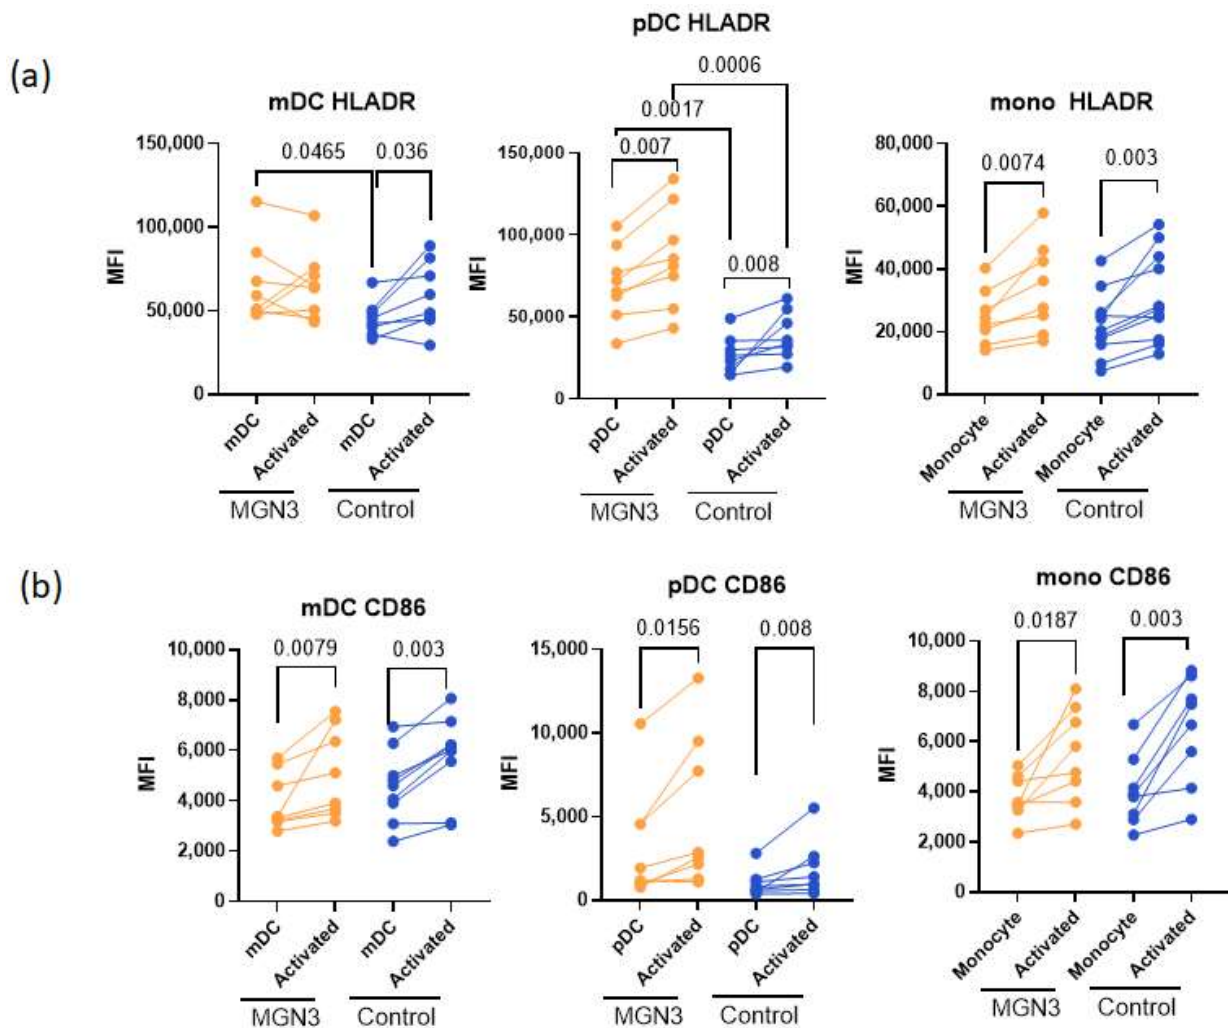 (a)
mDC HLADR
150,000
100,000
50,000
0
MFI
0.0465
0.036
mDC
Activated
mDC
Activated
MGN3
Control
pDC HLADR
150,000
100,000
50,000
0
MFI
0.0006
0.0017
0.007
0.008
pDC
Activated
pDC
Activated
MGN3
Control
mono HLADR
80,000
60,000
40,000
20,000
0
MFI
0.0074
0.003
Monocyte
Activated
Monocyte
Activated
MGN3
Control
(b)
mDC CD86
10,000
8,000
6,000
4,000
2,000
0
MFI
0.0079
0.003
mDC
Activated
mDC
Activated
MGN3
Control
pDC CD86
15,000
10,000
5,000
0
MFI
0.0156
0.008
pDC
Activated
pDC
Activated
MGN3
Control
mono CD86
10,000
8,000
6,000
4,000
2,000
0
MFI
0.0187
0.003
Monocyte
Activated
Monocyte
Activated
MGN3
Control